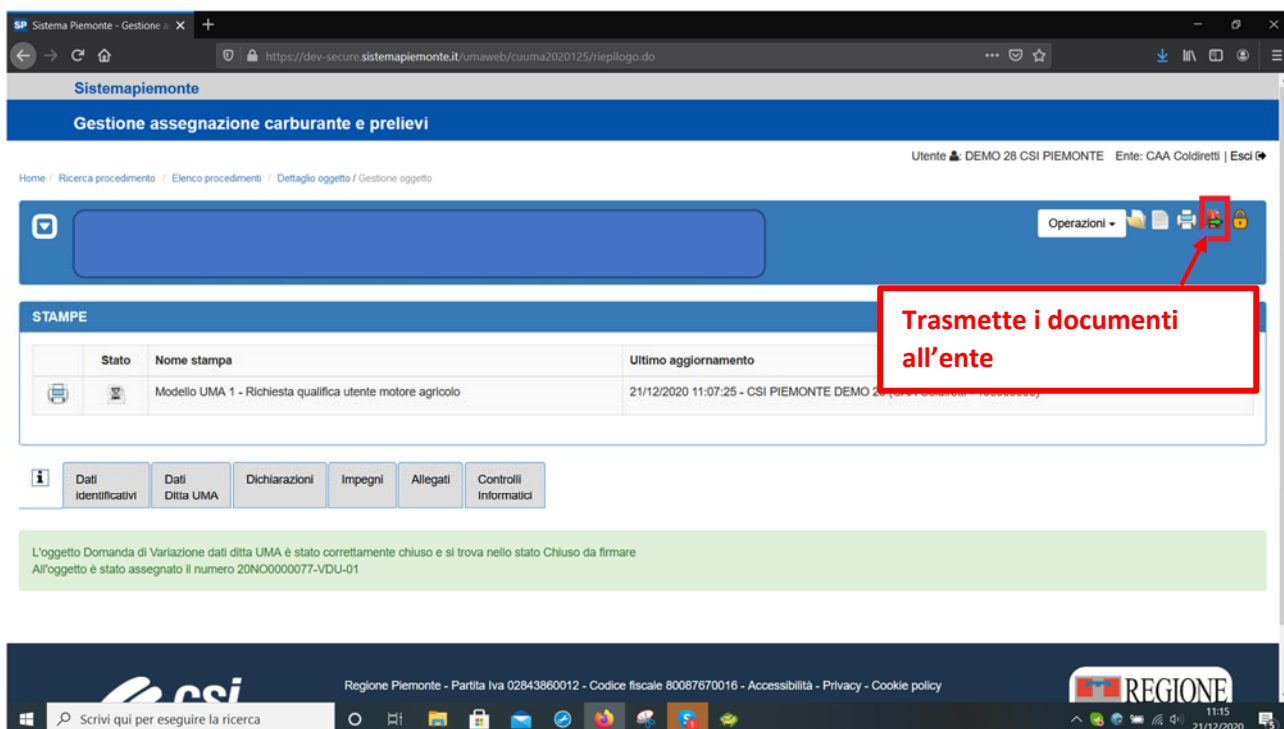 SP Sistema Piemonte - Gestione a
https://dev-secure.sistemapiemonte.it/umaweb/cuuma2020125/riepilogo.do
Sistemapiemonte
Gestione assegnazione carburante e prelievi
Utente : DEMO 28 CSI PIEMONTE Ente: CAA Coldiretti | Esci
Home / Ricerca procedimento / Elenco procedimenti / Dettaglio oggetto / Gestione oggetto
Operazioni
Trasmette i documenti
all'ente
STAMPE
Stato Nome stampa Ultimo aggiornamento
Modello UMA 1 - Richiesta qualifica utente motore agricolo 21/12/2020 11:07:25 - CSI PIEMONTE DEMO
Dati
identificativi
Dati
Ditta UMA
Dichiarazioni
Impegni
Allegati
Controlli
Informatici
L'oggetto Domanda di Variazione dati ditta UMA è stato correttamente chiuso e si trova nello stato Chiuso da firmare
All'oggetto è stato assegnato il numero 20NO0000077-VDU-01
csi
Regione Piemonte - Partita Iva 02843860012 - Codice fiscale 80087670016 - Accessibilità - Privacy - Cookie policy
REGIONE
Scrivi qui per eseguire la ricerca
11:15
21/12/2020